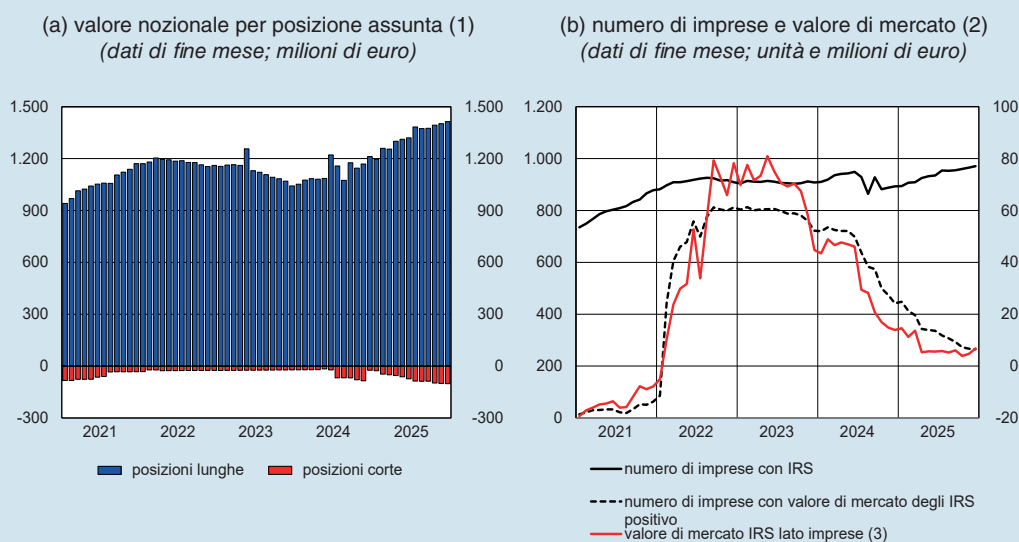 (a) valore nozionale per posizione assunta (1)
(dati di fine mese; milioni di euro)
1.500
1.200
900
600
300
0
-300
1.500
1.200
900
600
300
0
-300
2021 2022 2023 2024 2025
posizioni lunghe posizioni corte
(b) numero di imprese e valore di mercato (2)
(dati di fine mese; unità e milioni di euro)
1.200
1.000
800
600
400
200
0
100
80
60
40
20
0
-20
2021 2022 2023 2024 2025
numero di imprese con IRS
numero di imprese con valore di mercato degli IRS
positivo
valore di mercato IRS lato imprese (3)